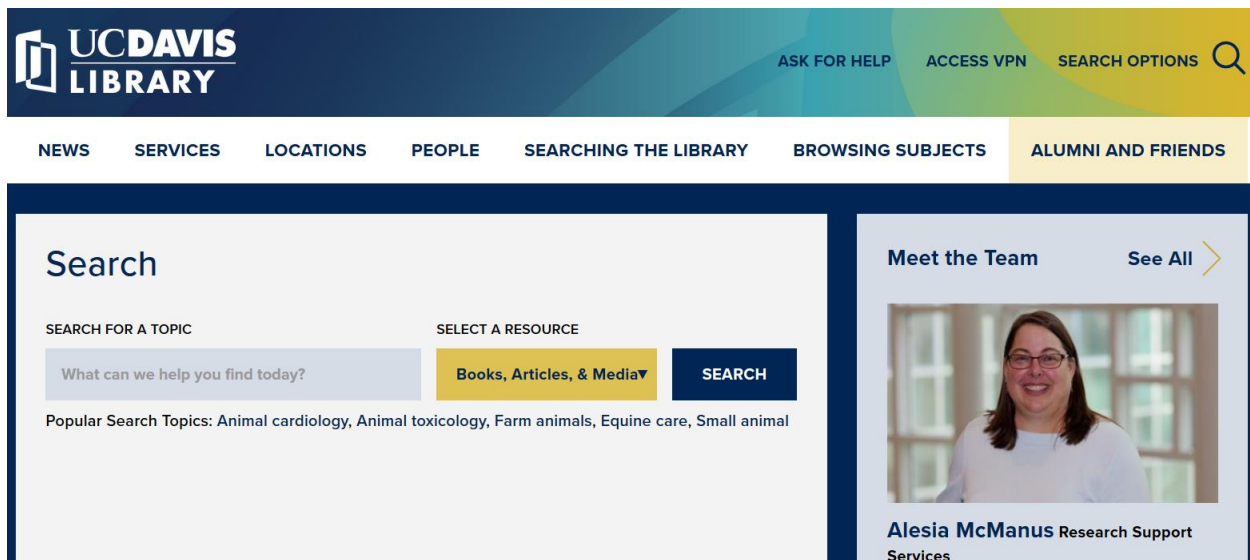 UCDAVIS
LIBRARY
ASK FOR HELP
ACCESS VPN
SEARCH OPTIONS
NEWS
SERVICES
LOCATIONS
PEOPLE
SEARCHING THE LIBRARY
BROWSING SUBJECTS
ALUMNI AND FRIENDS
Search
SEARCH FOR A TOPIC
SELECT A RESOURCE
What can we help you find today?
Books, Articles, & Media▼
SEARCH
Popular Search Topics: Animal cardiology, Animal toxicology, Farm animals, Equine care, Small animal
Meet the Team
See All
Alesia McManus Research Support
Services